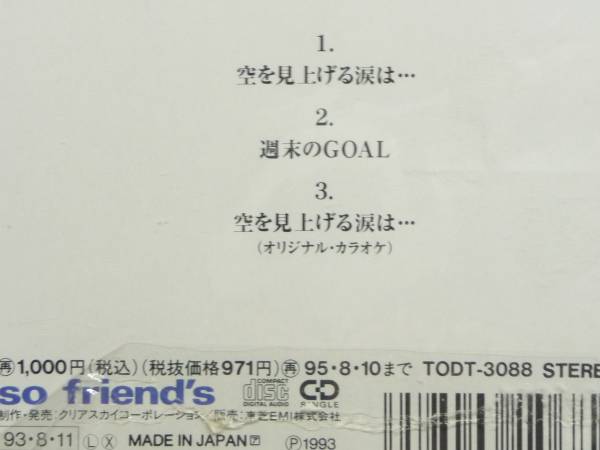 1.
空を見上げる涙は…
2.
週末のGOAL
3.
空を見上げる涙は…
(オリジナル・カラオケ)
再1,000円(税込)(税抜価格971円)再95・8・10まで TODT-3088 STERE
so friend's
COMPACT disc DIGITAL AUDIO CD SINGLE
制作・発売:クリアスカイコーポレーション/販売:東芝EMI株式会社
93・8・11 Ⓛ Ⓧ MADE IN JAPAN Ⓟ1993